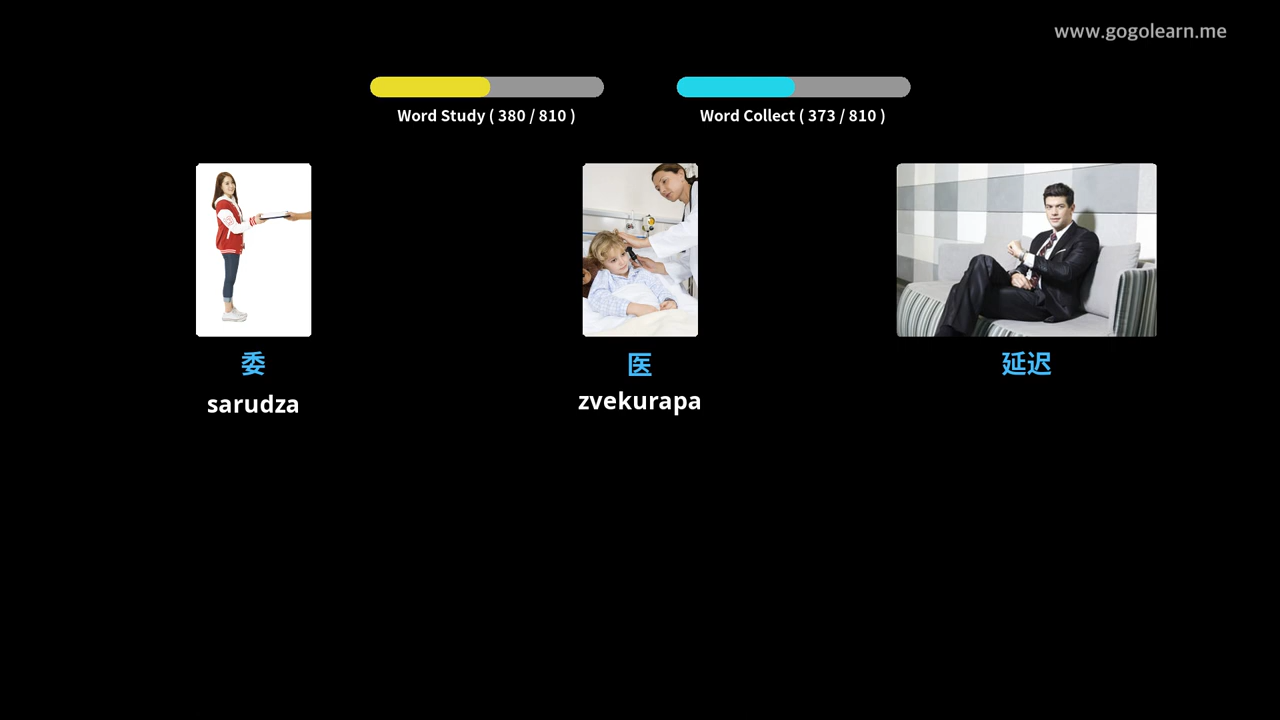 www.gogolearn.me
Word Study ( 380 / 810 )
Word Collect ( 373 / 810 )
委
医
延迟
sarudza
zvekurapa